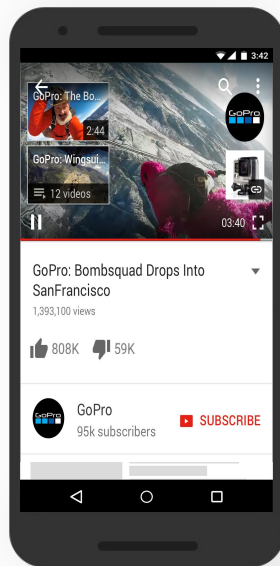 3:42
GoPro: The Bo...
2:44
GoPro
GoPro: Wingsui...
12 videos
03:40
GoPro: Bombsquad Drops Into
SanFrancisco
1,393,100 views
808K 59K
GoPro
GoPro
95k subscribers
SUBSCRIBE